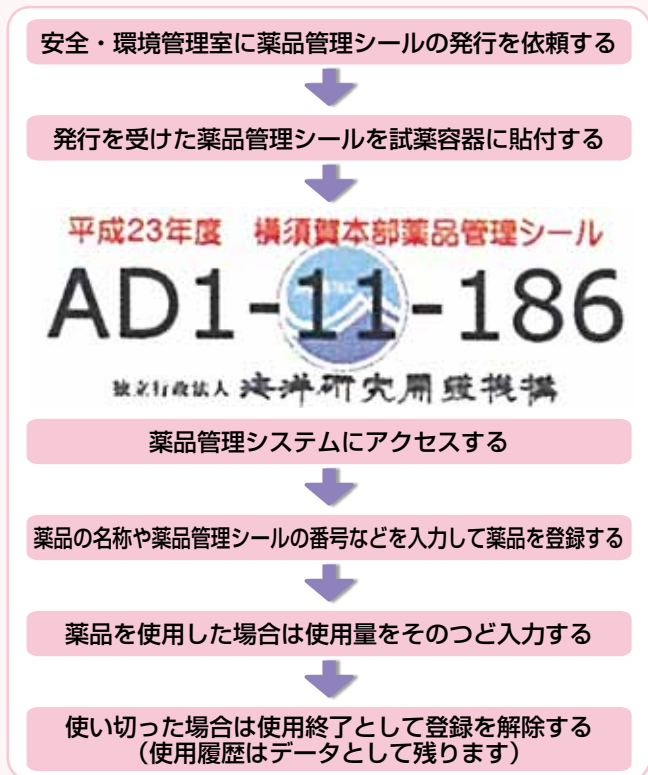 安全・環境管理室に薬品管理シールの発行を依頼する
発行を受けた薬品管理シールを試薬容器に貼付する
平成23年度 横須賀本部薬品管理シール
AD1-11-186
独立行政法人 海洋研究開発機構
薬品管理システムにアクセスする
薬品の名称や薬品管理シールの番号などを入力して薬品を登録する
薬品を使用した場合は使用量をそのつど入力する
使い切った場合は使用終了として登録を解除する
（使用履歴はデータとして残ります）